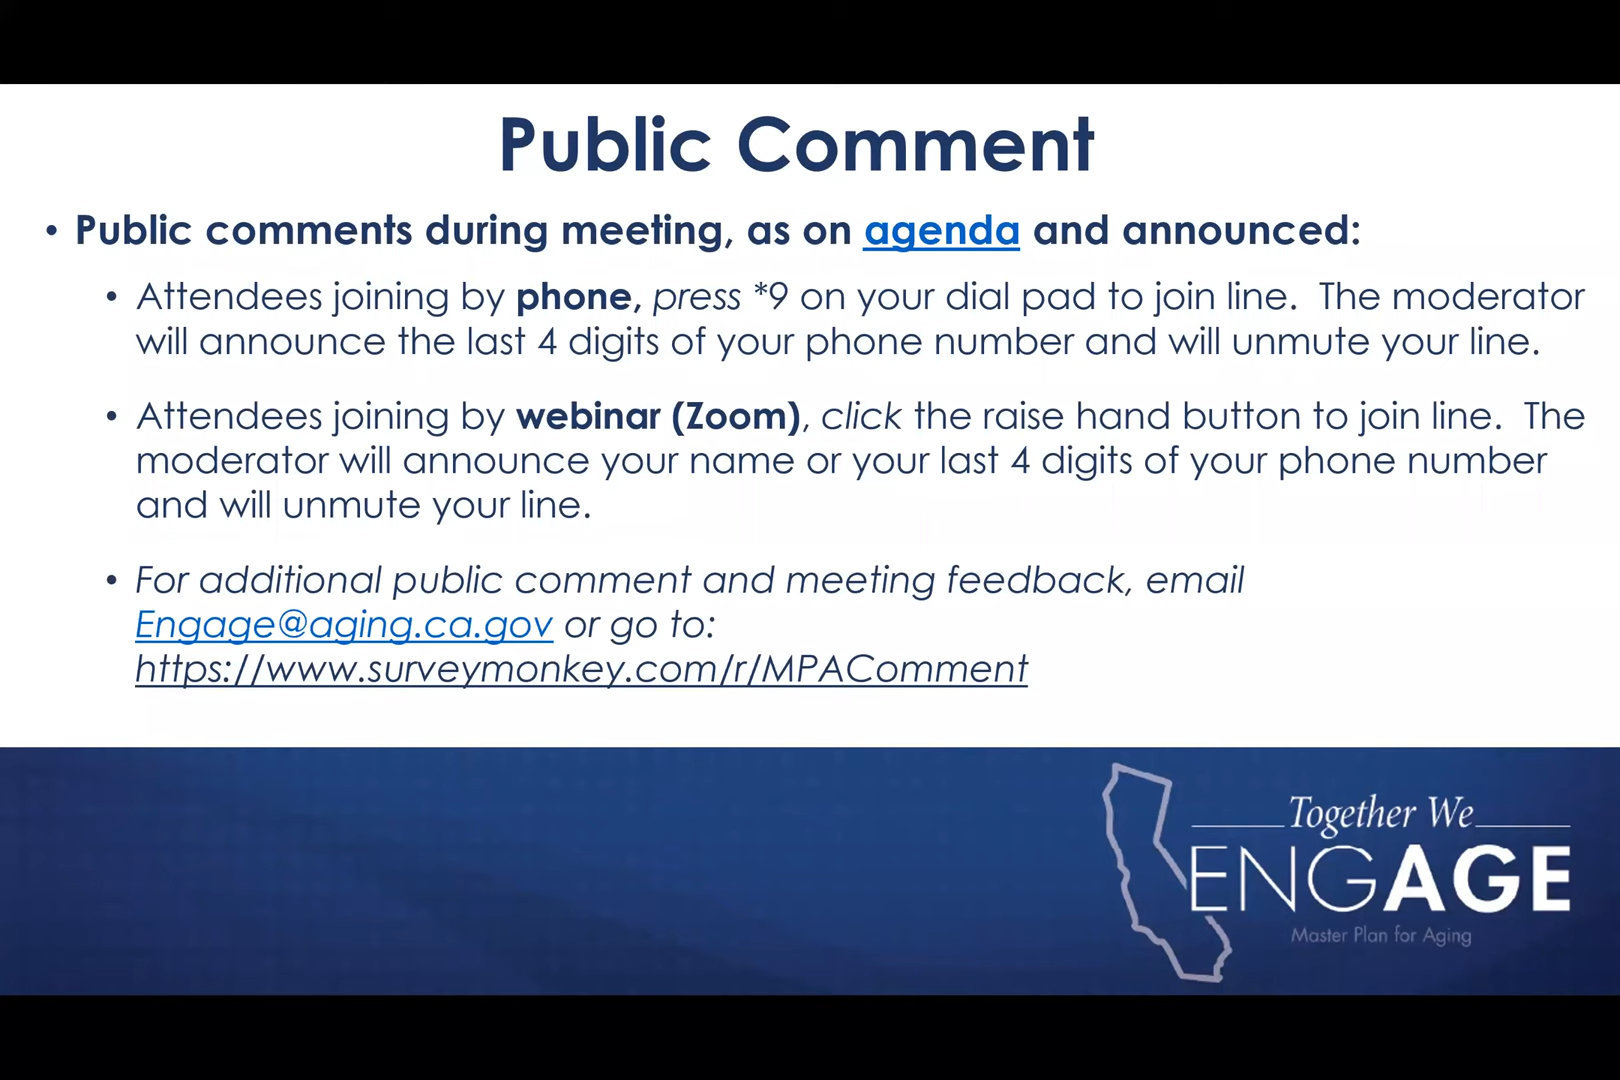 Public Comment
• Public comments during meeting, as on agenda and announced:
• Attendees joining by phone, press *9 on your dial pad to join line.  The moderator
will announce the last 4 digits of your phone number and will unmute your line.
• Attendees joining by webinar (Zoom), click the raise hand button to join line.  The
moderator will announce your name or your last 4 digits of your phone number
and will unmute your line.
• For additional public comment and meeting feedback, email
Engage@aging.ca.gov or go to:
https://www.surveymonkey.com/r/MPAComment
Together We
ENGAGE
Master Plan for Aging